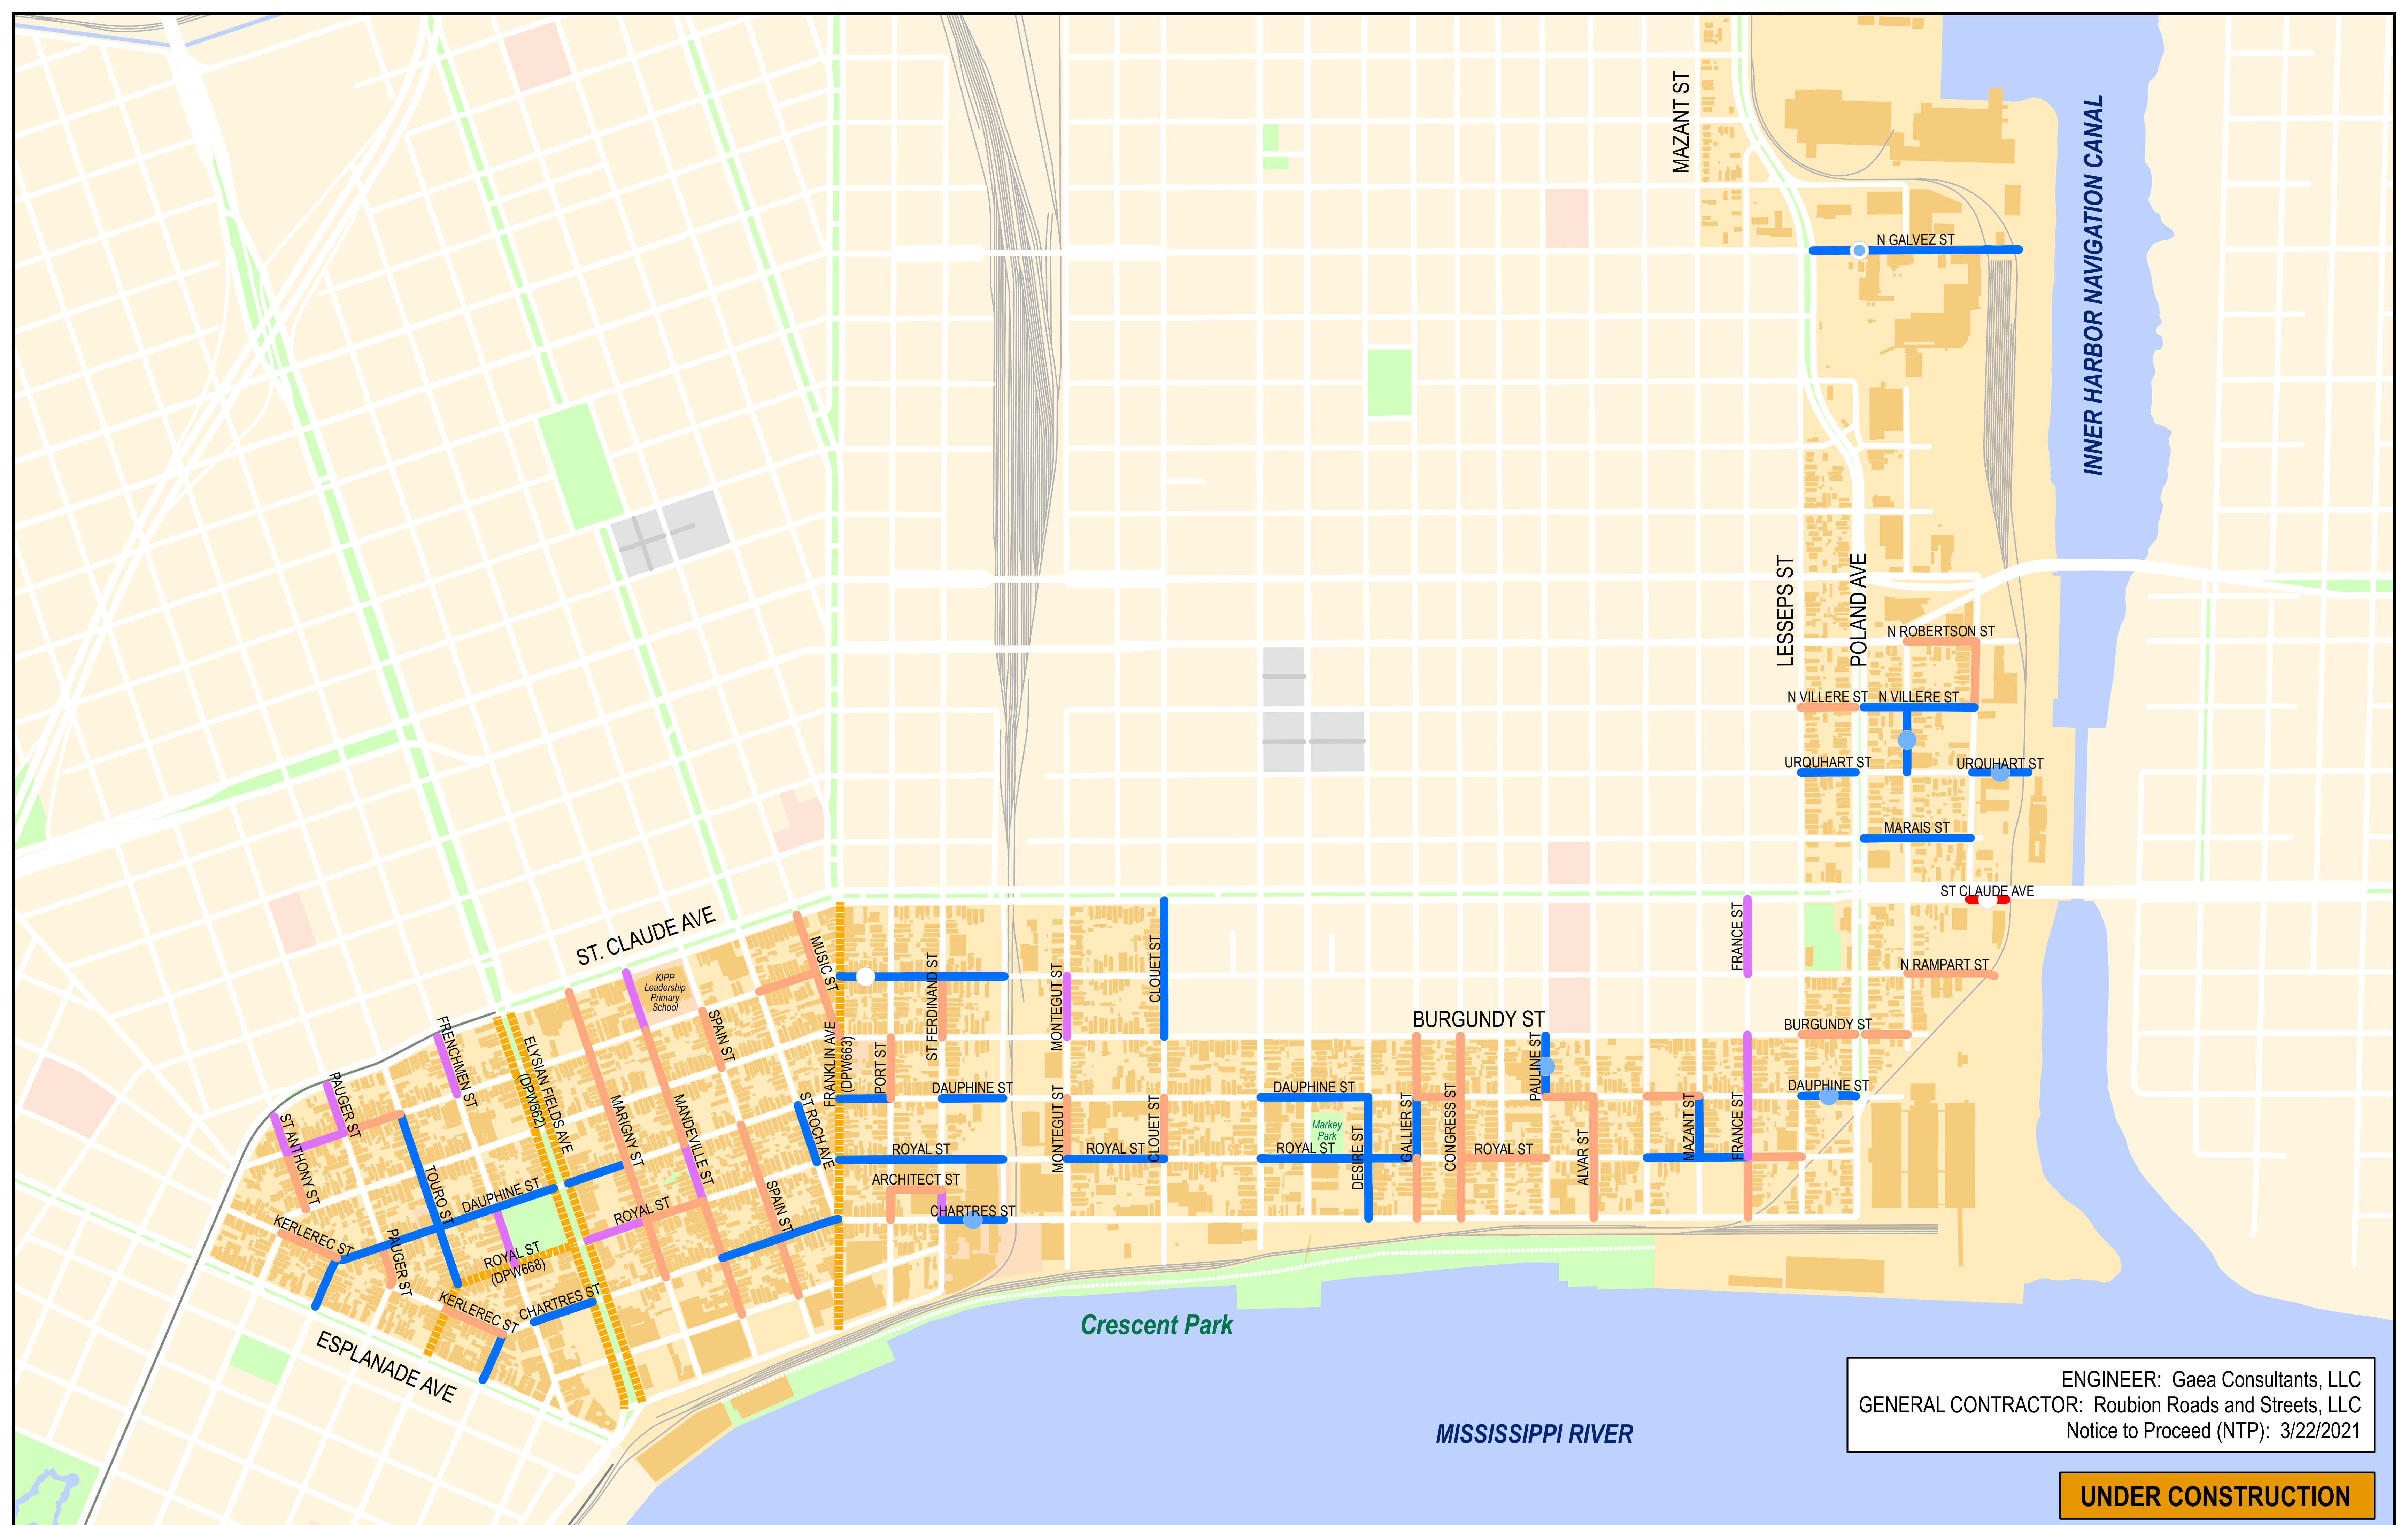 MAZANT ST
INNER HARBOR NAVIGATION CANAL
N GALVEZ ST
LESSEPS ST
POLAND AVE
N ROBERTSON ST
N VILLERE ST
N VILLERE ST
URQUHART ST
URQUHART ST
MARAIS ST
ST CLAUDE AVE
ST. CLAUDE AVE
KIPP
Leadership
Primary
School
MUSIC ST
ST FERDINAND ST
MONTEGUT ST
CLOUET ST
FRANCE ST
N RAMPART ST
BURGUNDY ST
BURGUNDY ST
FRENCHMEN ST
ELYSIAN FIELDS AVE
(DPW662)
SPAIN ST
FRANKLIN AVE
(DPW663)
PORT ST
PAULINE ST
PAUGER ST
ST ANTHONY ST
MARIGNY ST
MANDEVILLE ST
ST ROCH AVE
DAUPHINE ST
DAUPHINE ST
DAUPHINE ST
MONTEGUT ST
CLOUET ST
Markey
Park
GALLIER ST
CONGRESS ST
ALVAR ST
MAZANT ST
FRANCE ST
ROYAL ST
ROYAL ST
ROYAL ST
ROYAL ST
DESIRE ST
TOURO ST
DAUPHINE ST
ROYAL ST
SPAIN ST
ARCHITECT ST
CHARTRES ST
KERLEREC ST
PAUGER ST
ROYAL ST
(DPW668)
KERLEREC ST
CHARTRES ST
ESPLANADE AVE
Crescent Park
MISSISSIPPI RIVER
ENGINEER: Gaea Consultants, LLC
GENERAL CONTRACTOR: Roubion Roads and Streets, LLC
Notice to Proceed (NTP): 3/22/2021
UNDER CONSTRUCTION